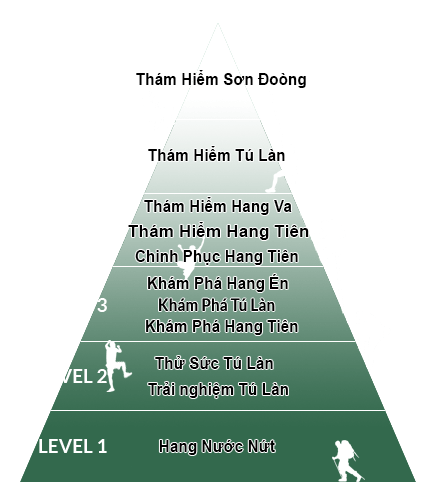 Thám Hiểm Sơn Đoòng
Thám Hiểm Tú Làn
Thám Hiểm Hang Va
Thám Hiểm Hang Tiên
Chinh Phục Hang Tiên
Khám Phá Hang Én
3 Khám Phá Tú Làn
Khám Phá Hang Tiên
Thử Sức Tú Làn
VEL 2
Trải nghiệm Tú Làn
LEVEL 1 Hang Nước Nứt